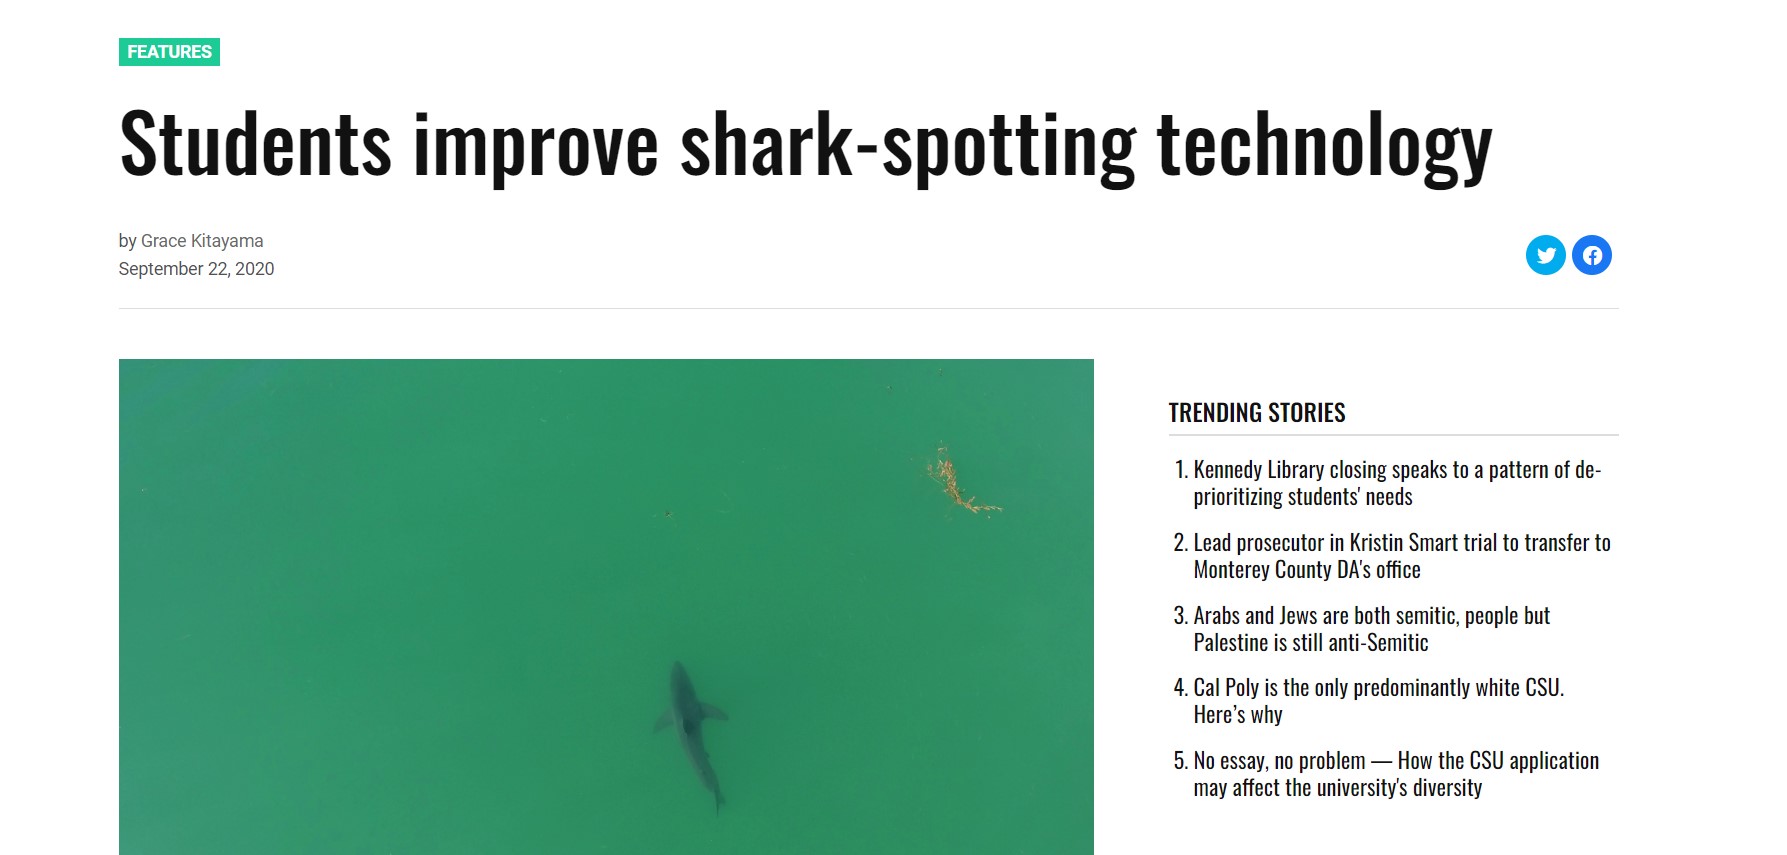 FEATURES
Students improve shark-spotting technology
by Grace Kitayama
September 22, 2020
TRENDING STORIES
1. Kennedy Library closing speaks to a pattern of de-
prioritizing students' needs
2. Lead prosecutor in Kristin Smart trial to transfer to
Monterey County DA's office
3. Arabs and Jews are both semitic, people but
Palestine is still anti-Semitic
4. Cal Poly is the only predominantly white CSU.
Here’s why
5. No essay, no problem — How the CSU application
may affect the university's diversity